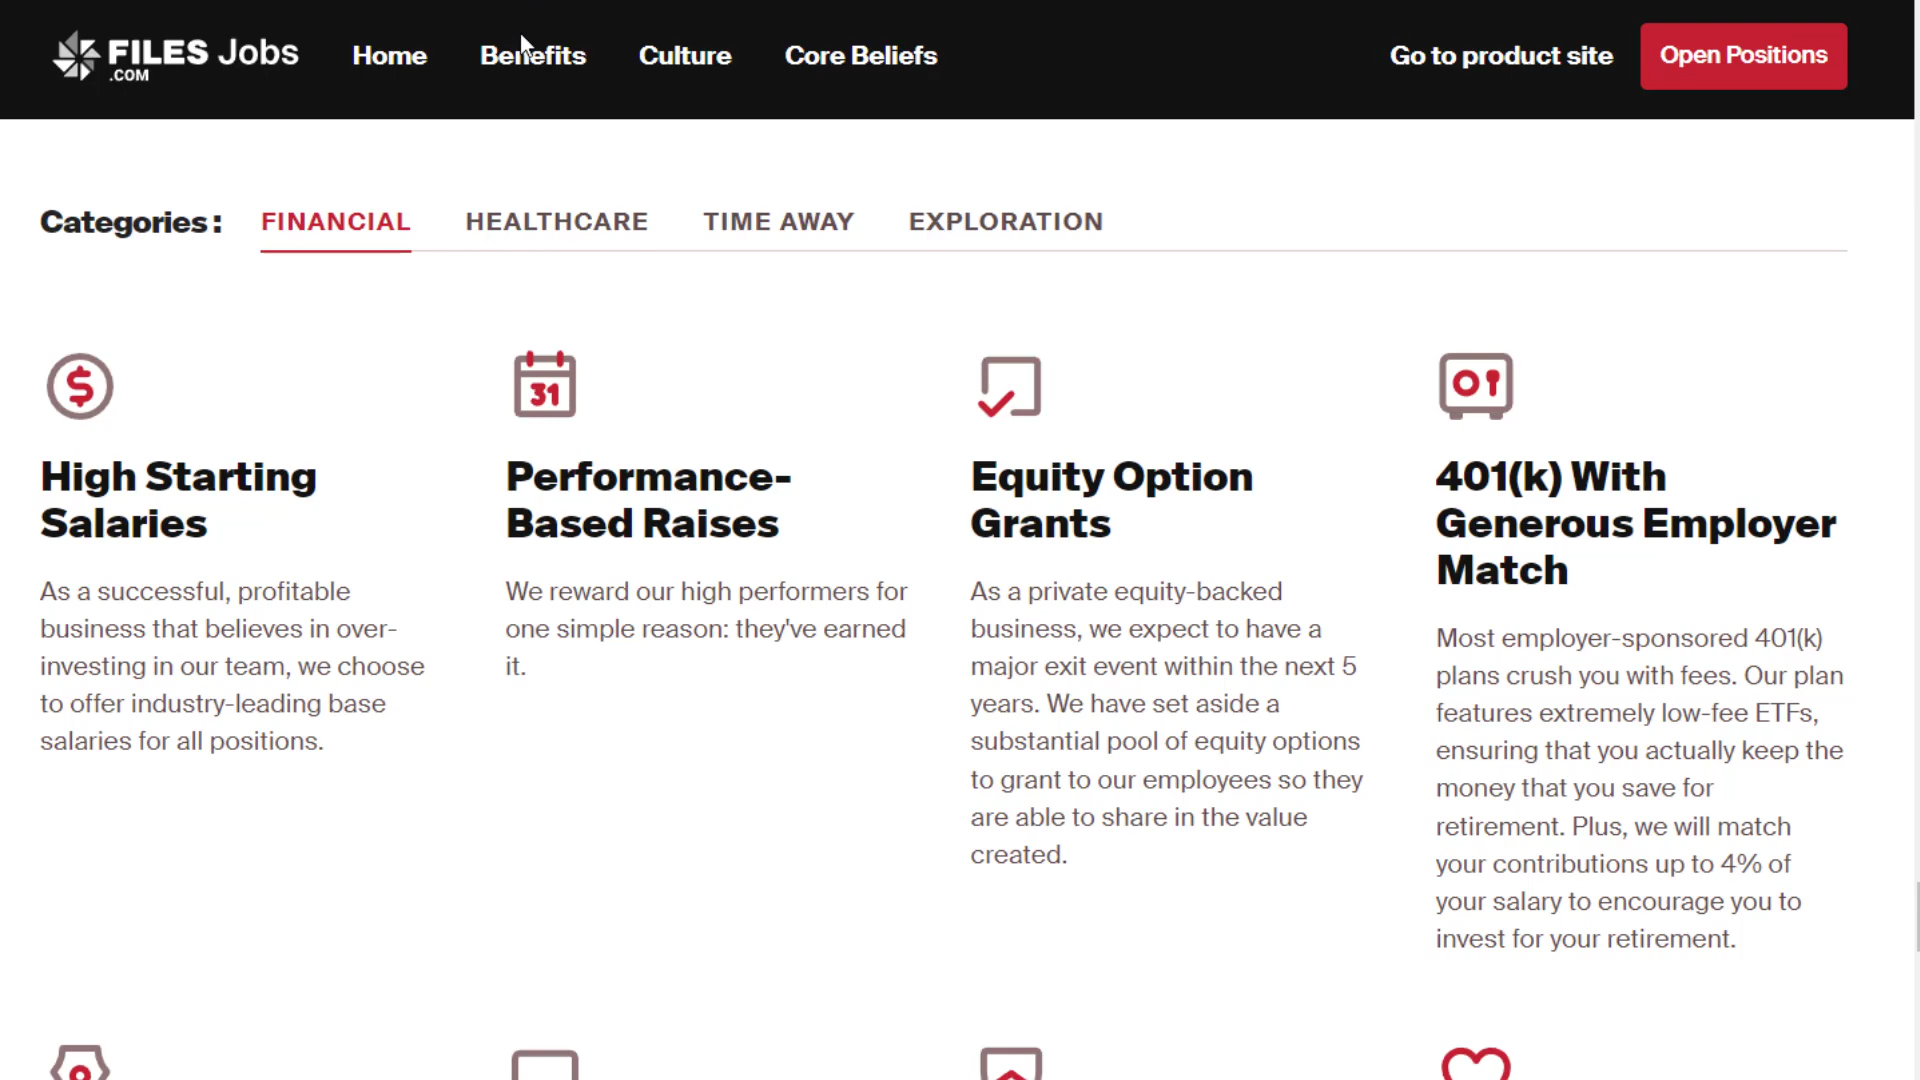 FILES Jobs
.COM
Home
Benefits
Culture
Core Beliefs
Go to product site
Open Positions
Categories:
FINANCIAL
HEALTHCARE
TIME AWAY
EXPLORATION
31
High Starting
Salaries
As a successful, profitable
business that believes in over-
investing in our team, we choose
to offer industry-leading base
salaries for all positions.
Performance-
Based Raises
We reward our high performers for
one simple reason: they've earned
it.
Equity Option
Grants
As a private equity-backed
business, we expect to have a
major exit event within the next 5
years. We have set aside a
substantial pool of equity options
to grant to our employees so they
are able to share in the value
created.
401(k) With
Generous Employer
Match
Most employer-sponsored 401(k)
plans crush you with fees. Our plan
features extremely low-fee ETFs,
ensuring that you actually keep the
money that you save for
retirement. Plus, we will match
your contributions up to 4% of
your salary to encourage you to
invest for your retirement.